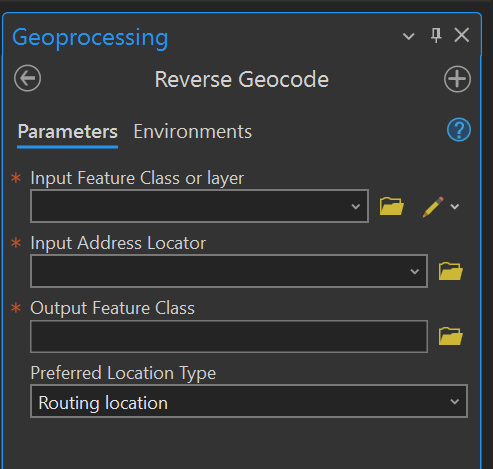 Geoprocessing
Reverse Geocode
Parameters Environments
* Input Feature Class or layer
* Input Address Locator
* Output Feature Class
Preferred Location Type
Routing location